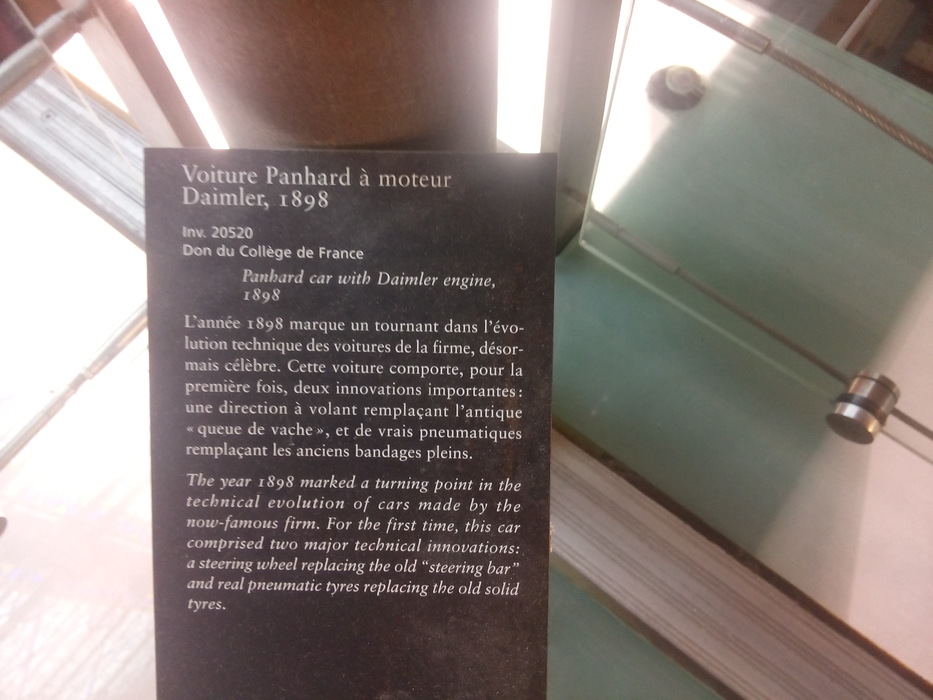 Voiture Panhard à moteur
Daimler, 1898
Inv. 20520
Don du Collège de France
Panhard car with Daimler engine,
1898
L'année 1898 marque un tournant dans l'évo-
lution technique des voitures de la firme, désor-
mais célèbre. Cette voiture comporte, pour la
première fois, deux innovations importantes :
une direction à volant remplaçant l'antique
« queue de vache », et de vrais pneumatiques
remplaçant les anciens bandages pleins.
The year 1898 marked a turning point in the
technical evolution of cars made by the
now-famous firm. For the first time, this car
comprised two major technical innovations:
a steering wheel replacing the old “steering bar”
and real pneumatic tyres replacing the old solid
tyres.